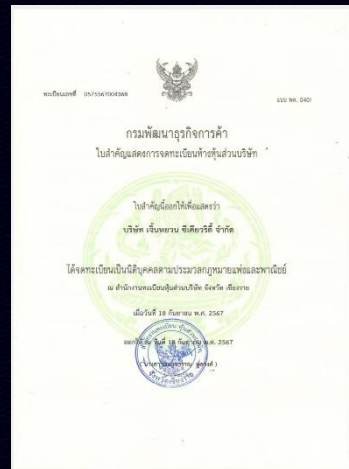 ทะเบียนเลขที่ 0575567004368
แบบ พค. 0401
กรมพัฒนาธุรกิจการค้า
ใบสำคัญแสดงการจดทะเบียนห้างหุ้นส่วนบริษัท
ใบสำคัญนี้ออกให้เพื่อแสดงว่า
บริษัท เจิ้นหยวน ซีเคียวริตี้ จำกัด
ได้จดทะเบียนเป็นนิติบุคคลตามประมวลกฎหมายแพ่งและพาณิชย์
ณ สำนักงานทะเบียนหุ้นส่วนบริษัท จังหวัด เชียงราย
เมื่อวันที่ 18 กันยายน พ.ศ. 2567
ออกให้ ณ วันที่ 18 กันยายน พ.ศ. 2567